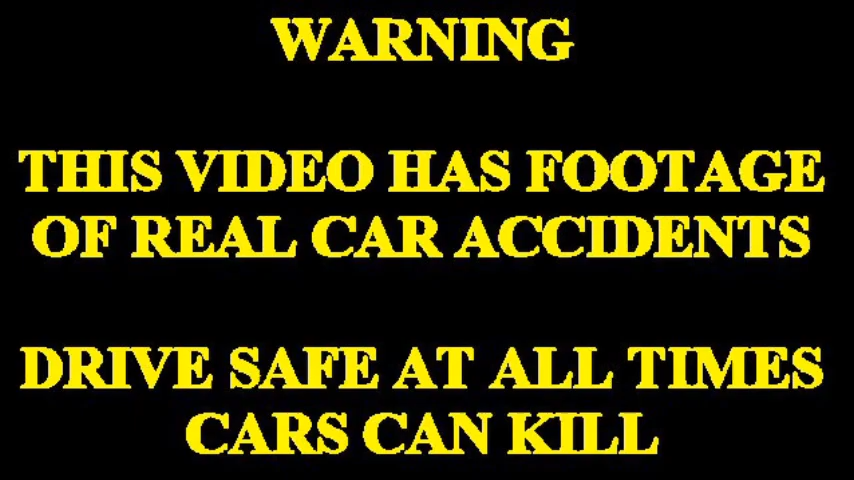 WARNING
THIS VIDEO HAS FOOTAGE
OF REAL CAR ACCIDENTS
DRIVE SAFE AT ALL TIMES
CARS CAN KILL